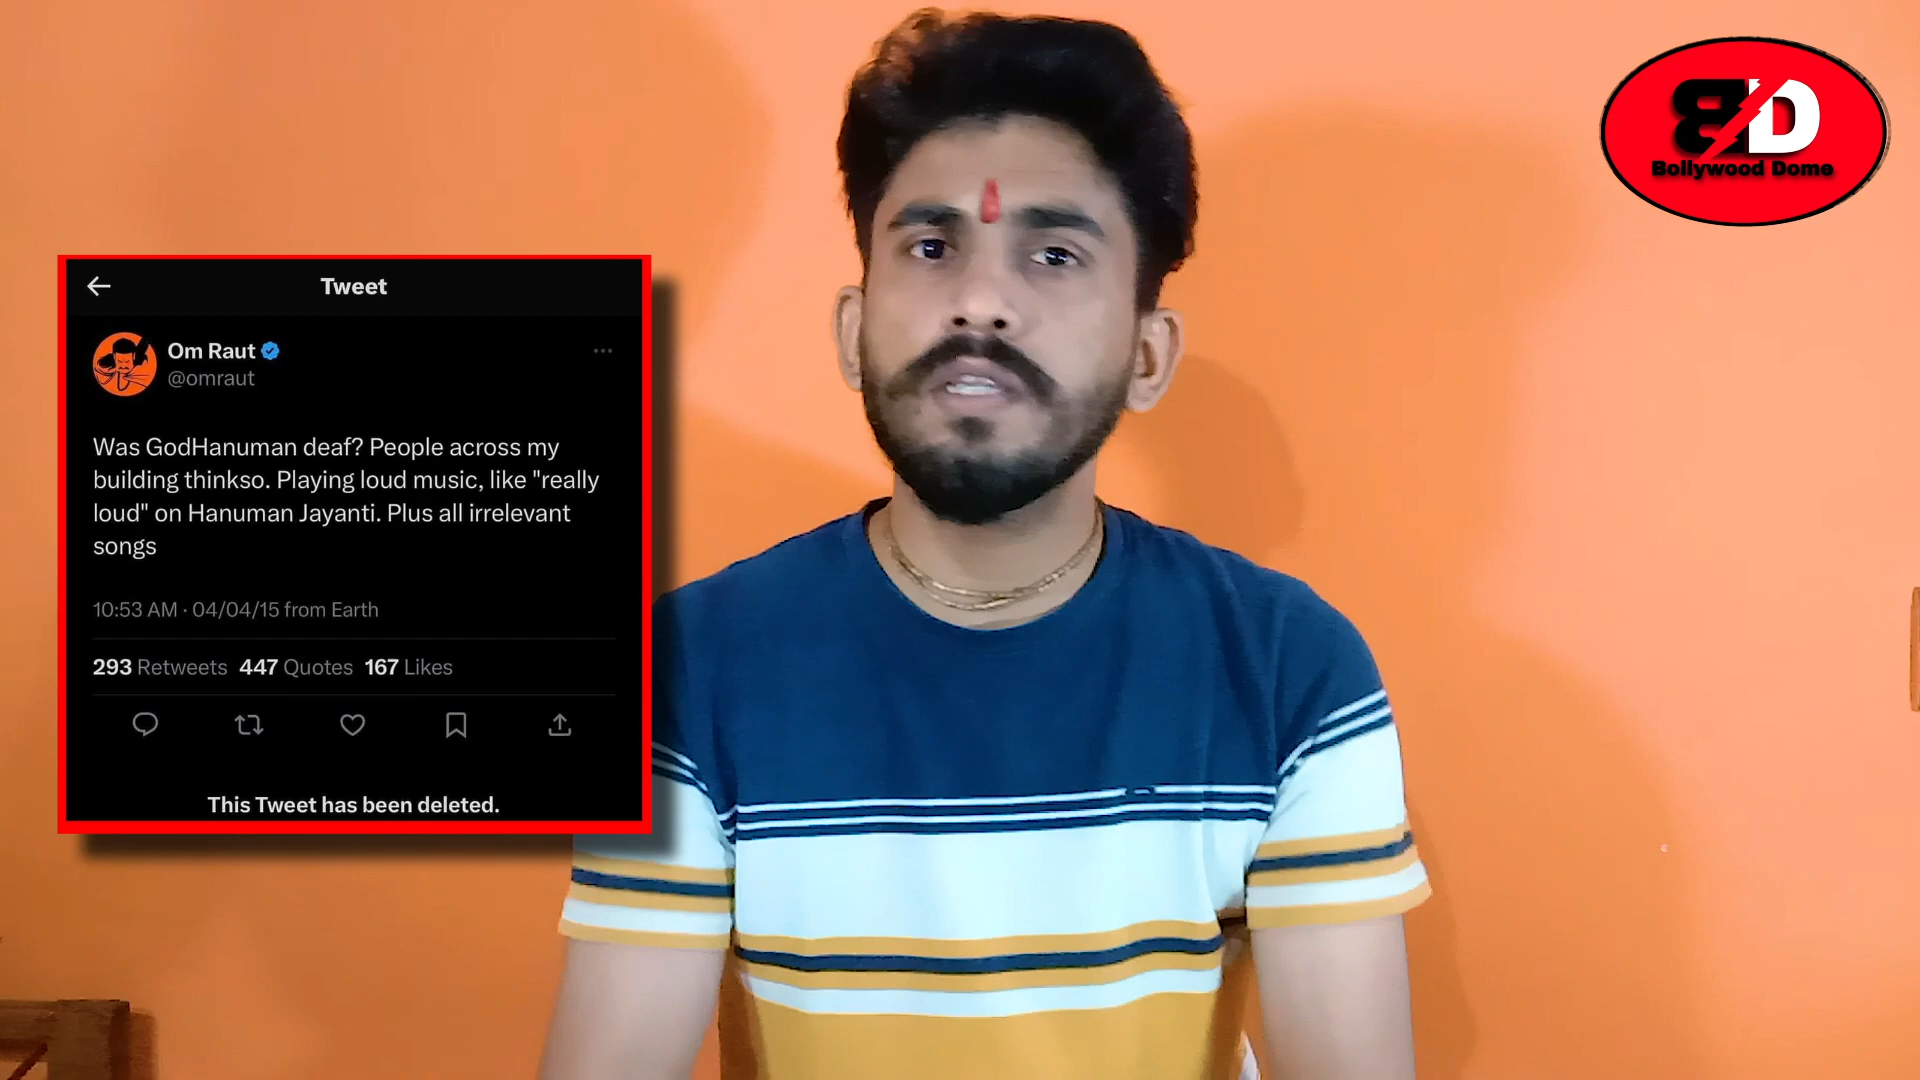 BD
Bollywood Dome
Tweet
Om Raut
@omraut
Was GodHanuman deaf? People across my
building thinkso. Playing loud music, like "really
loud" on Hanuman Jayanti. Plus all irrelevant
songs
10:53 AM · 04/04/15 from Earth
293 Retweets 447 Quotes 167 Likes
This Tweet has been deleted.